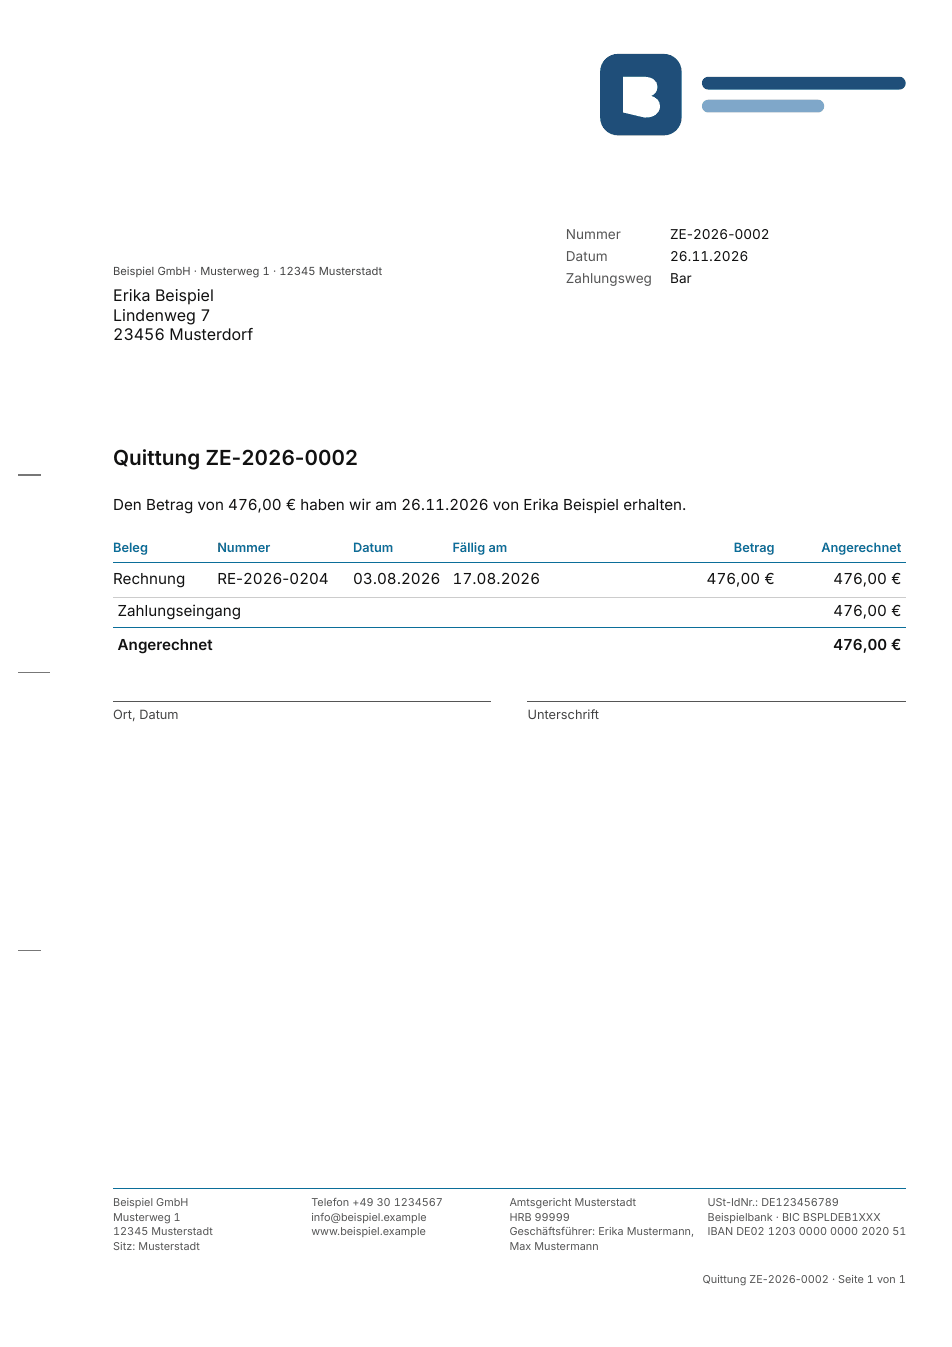 B
Nummer ZE-2026-0002
Datum 26.11.2026
Zahlungsweg Bar
Beispiel GmbH · Musterweg 1 · 12345 Musterstadt
Erika Beispiel
Lindenweg 7
23456 Musterdorf
Quittung ZE-2026-0002
Den Betrag von 476,00 € haben wir am 26.11.2026 von Erika Beispiel erhalten.
Beleg Nummer Datum Fällig am Betrag Angerechnet
Rechnung RE-2026-0204 03.08.2026 17.08.2026 476,00 € 476,00 €
Zahlungseingang 476,00 €
Angerechnet 476,00 €
Ort, Datum Unterschrift
Beispiel GmbH
Musterweg 1
12345 Musterstadt
Sitz: Musterstadt
Telefon +49 30 1234567
info@beispiel.example
www.beispiel.example
Amtsgericht Musterstadt
HRB 99999
Geschäftsführer: Erika Mustermann,
Max Mustermann
USt-IdNr.: DE123456789
Beispielbank · BIC BSPLDEB1XXX
IBAN DE02 1203 0000 0000 2020 51
Quittung ZE-2026-0002 · Seite 1 von 1